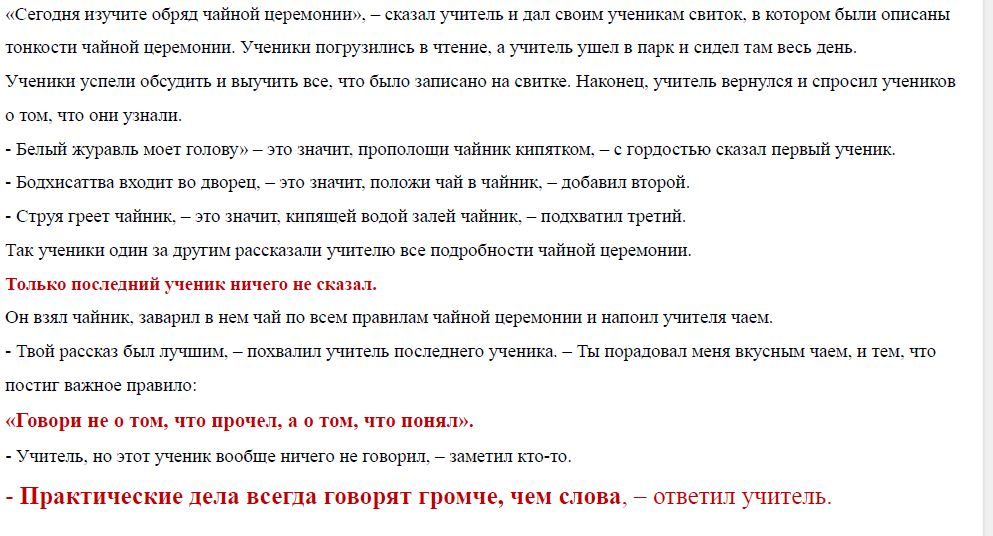 «Сегодня изучите обряд чайной церемонии», – сказал учитель и дал своим ученикам свиток, в котором были описаны
тонкости чайной церемонии. Ученики погрузились в чтение, а учитель ушел в парк и сидел там весь день.
Ученики успели обсудить и выучить все, что было записано на свитке. Наконец, учитель вернулся и спросил учеников
о том, что они узнали.
- Белый журавль моет голову» – это значит, прополощи чайник кипятком, – с гордостью сказал первый ученик.
- Бодхисаттва входит во дворец, – это значит, положи чай в чайник, – добавил второй.
- Струя греет чайник, – это значит, кипящей водой залей чайник, – подхватил третий.
Так ученики один за другим рассказали учителю все подробности чайной церемонии.
Только последний ученик ничего не сказал.
Он взял чайник, заварил в нем чай по всем правилам чайной церемонии и напоил учителя чаем.
- Твой рассказ был лучшим, – похвалил учитель последнего ученика. – Ты порадовал меня вкусным чаем, и тем, что
постиг важное правило:
«Говори не о том, что прочел, а о том, что понял».
- Учитель, но этот ученик вообще ничего не говорил, – заметил кто-то.
- Практические дела всегда говорят громче, чем слова, – ответил учитель.